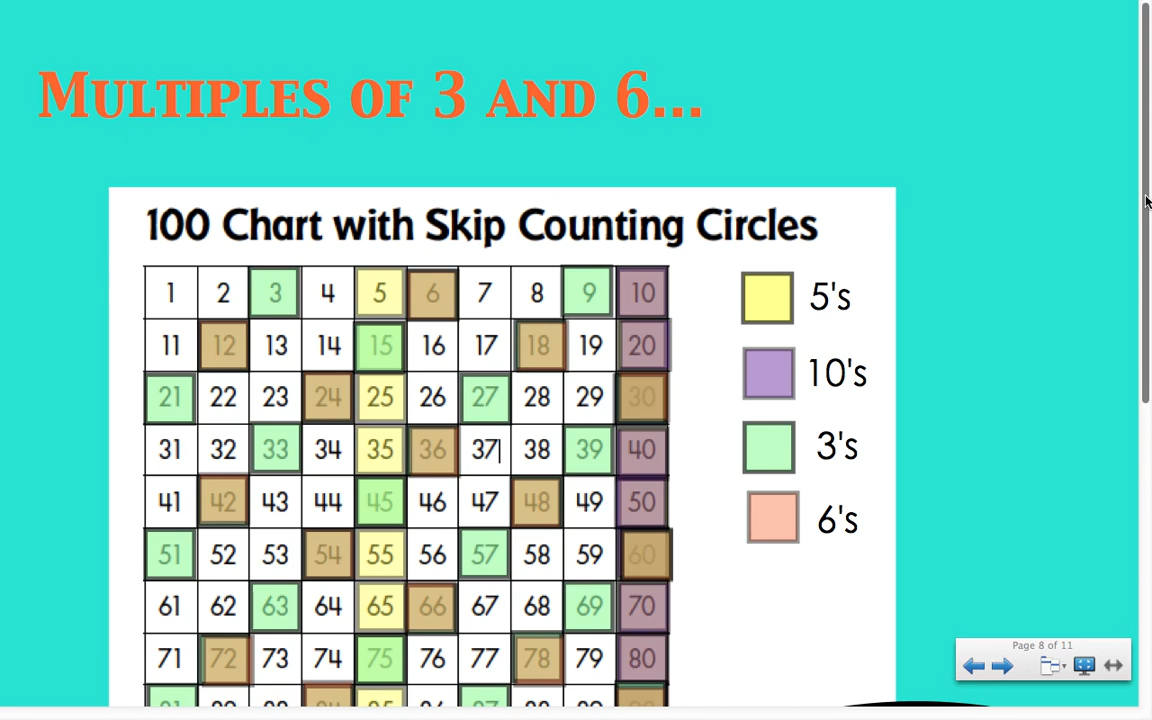 Multiples of 3 and 6...
100 Chart with Skip Counting Circles
1 2 3 4 5 6 7 8 9 10
11 12 13 14 15 16 17 18 19 20
21 22 23 24 25 26 27 28 29 30
31 32 33 34 35 36 37 38 39 40
41 42 43 44 45 46 47 48 49 50
51 52 53 54 55 56 57 58 59 60
61 62 63 64 65 66 67 68 69 70
71 72 73 74 75 76 77 78 79 80
5's
10's
3's
6's
Page 8 of 11